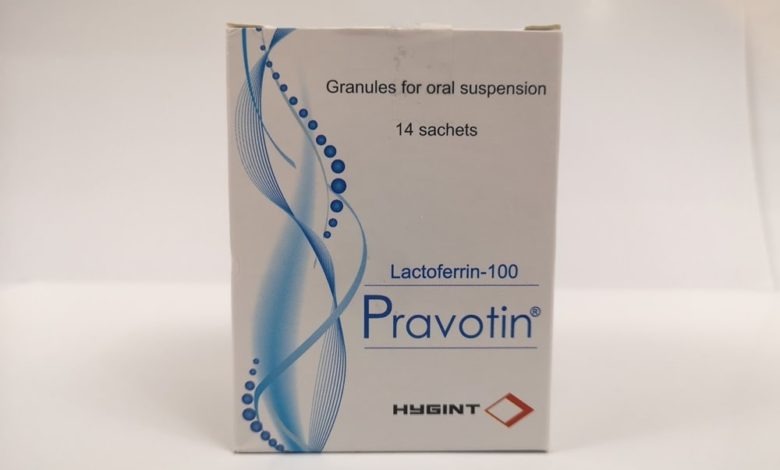 Granules for oral suspension
14 sachets
Lactoferrin-100
Pravotin®
HYGINT